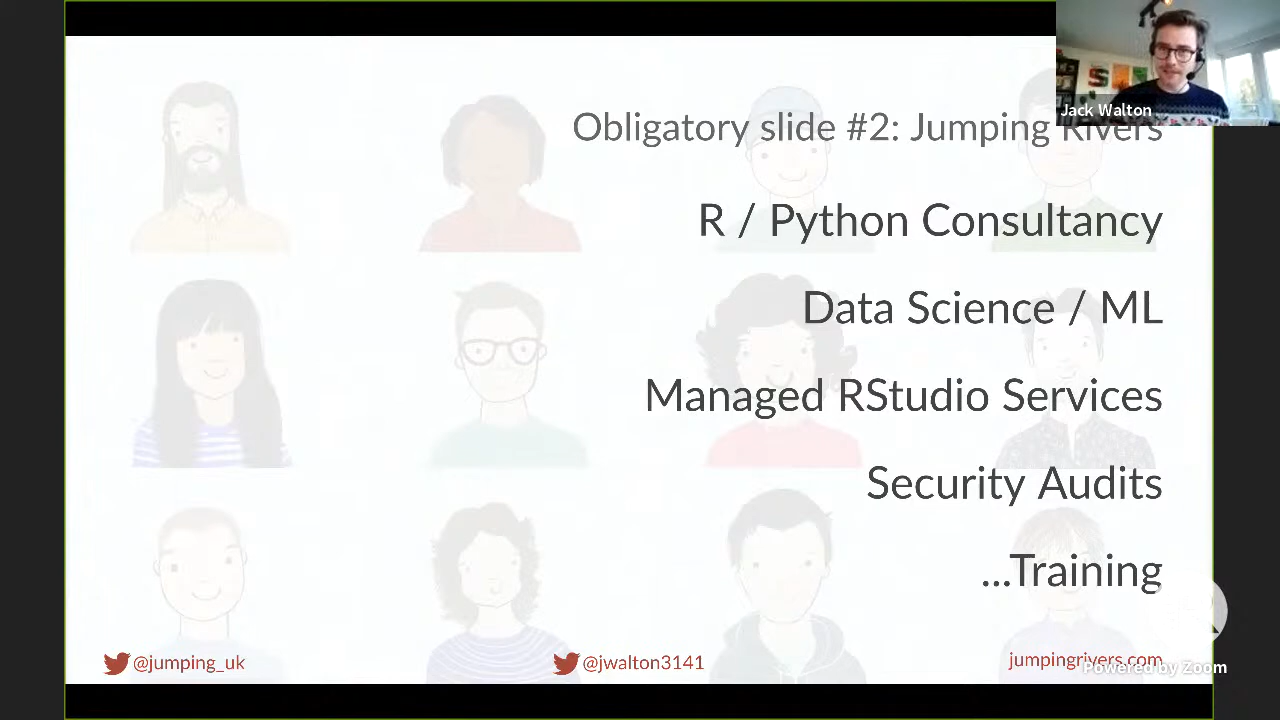 Jack Walton
Obligatory slide #2: Jumping Rivers
R / Python Consultancy
Data Science / ML
Managed RStudio Services
Security Audits
...Training
@jumping_uk
@jwalton3141
jumpingrivers.com
Powered by Zoom